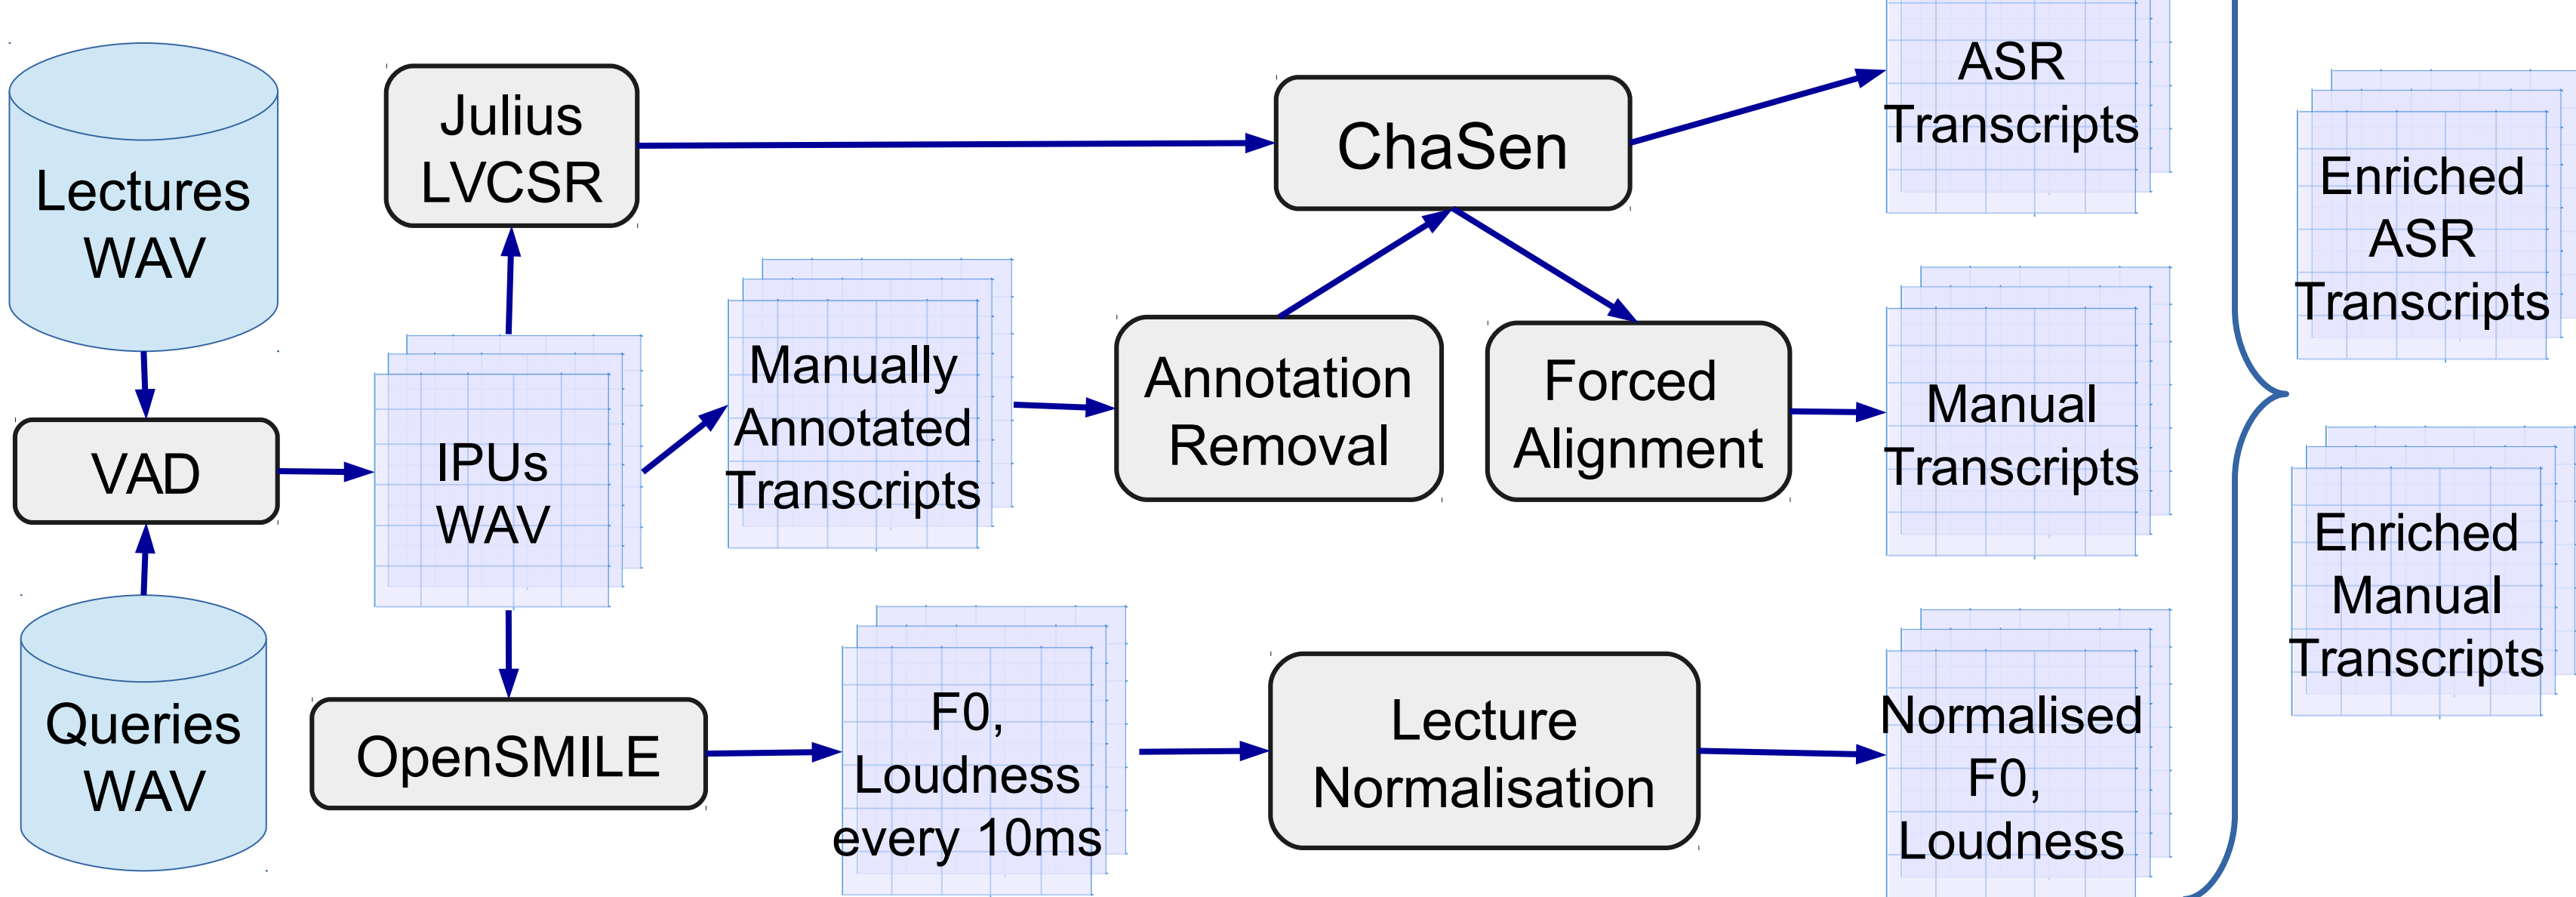 Lectures
WAV
VAD
Queries
WAV
Julius
LVCSR
IPUs
WAV
OpenSMILE
Manually
Annotated
Transcripts
F0,
Loudness
every 10ms
Annotation
Removal
ChaSen
Forced
Alignment
Lecture
Normalisation
ASR
Transcripts
Manual
Transcripts
Normalised
F0,
Loudness
Enriched
ASR
Transcripts
Enriched
Manual
Transcripts